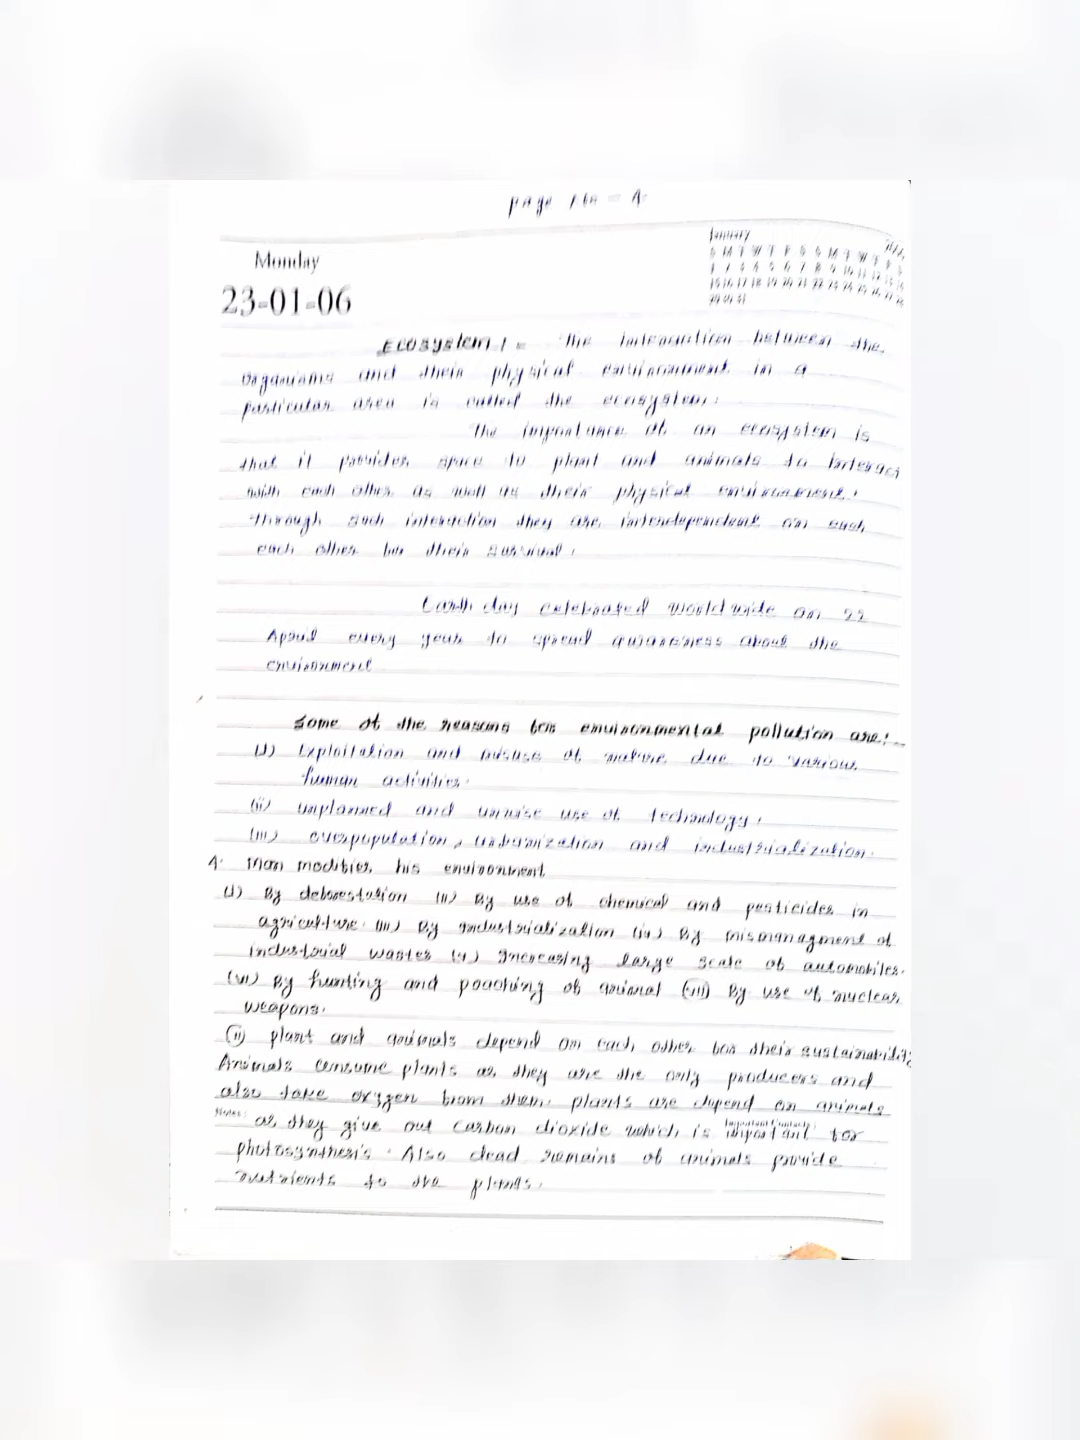 page No = 4.
January
Monday
23-01-06
Ecosystem :- The interaction between the
organisms and their physical environment in a
particular area is called the ecosystem.
The importance of an ecosystem is
that it provides space to plant and animals to interact
with each other as well as their physical environment.
Through such interaction they are interdependent on each
each other for their survival.
Earth day celebrated world wide on 22
April every year to spread awareness about the
environment
Some of the reasons for environmental pollution are:-
(i) Exploitation and misuse of nature due to various
human activities.
(ii) unplanned and unwise use of technology.
(iii) overpopulation, urbanization and industrialization.
4. Man modifies his environment
(i) By deforestation (ii) By use of chemical and pesticides in
agriculture (iii) By industrialization (iv) By mismanagment of
industrial wastes (v) Increasing large scale of automobiles.
(vi) By hunting and poaching of animal (vii) By use of nuclear
weapons.
(ii) plant and animals depend on each other for their sustainability
Animals consume plants as they are the only producers and
also take oxygen from them. plants are depend on animals
as they give out carbon dioxide which is important for
photosynthesis. Also dead remains of animals provide
nutrients to the plants.